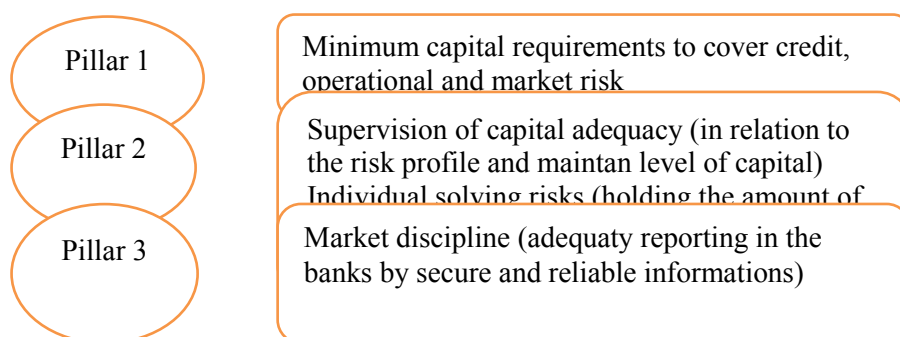 Pillar 1
Minimum capital requirements to cover credit,
operational and market risk
Pillar 2
Supervision of capital adequacy (in relation to
the risk profile and maintan level of capital)
Individual solving risks (holding the amount of
Pillar 3
Market discipline (adequaty reporting in the
banks by secure and reliable informations)